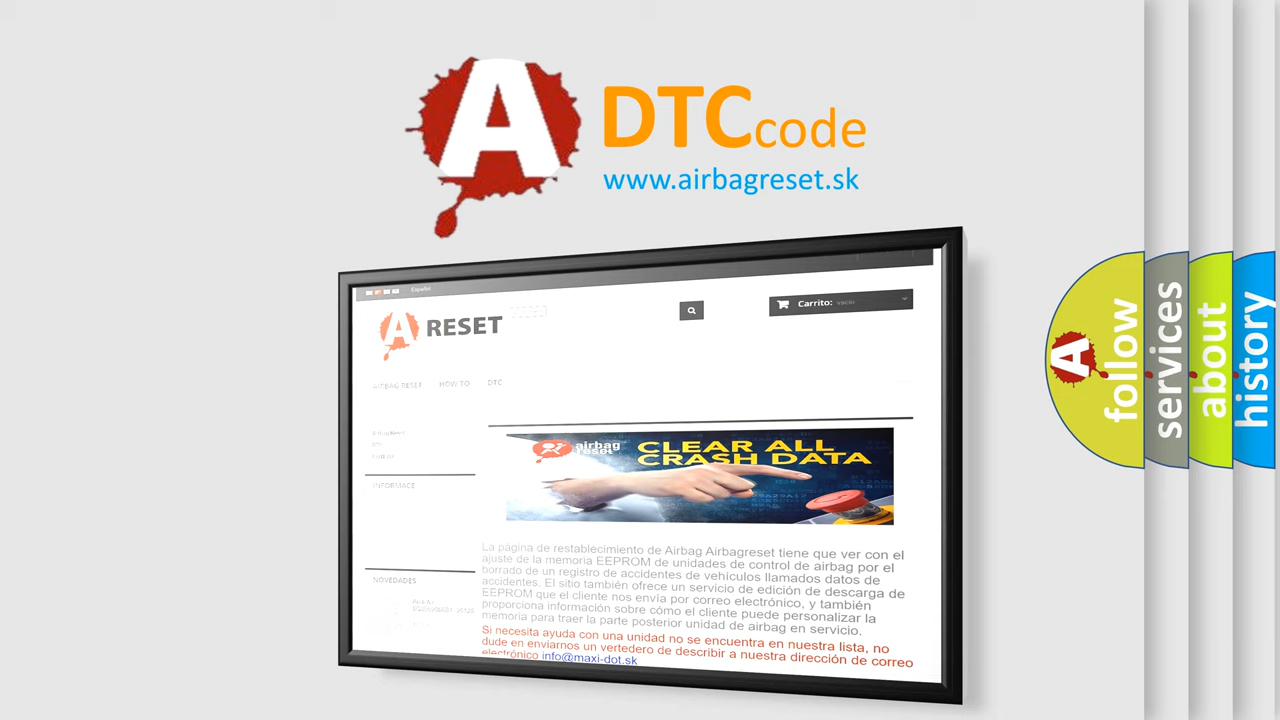 A
DTCcode
www.airbagreset.sk
Español
A RESET
Carrito: vacío
AIRBAG RESET HOW TO DTC
INFORMACE
airbag
reset
CLEAR ALL
CRASH DATA
La página de restablecimiento de Airbag Airbagreset tiene que ver con el
ajuste de la memoria EEPROM de unidades de control de airbag por el
borrado de un registro de accidentes de vehículos llamados datos de
accidentes. El sitio también ofrece un servicio de edición de descarga de
EEPROM que el cliente nos envía por correo electrónico, y también
proporciona información sobre cómo el cliente puede personalizar la
memoria para traer la parte posterior unidad de airbag en servicio.
Si necesita ayuda con una unidad no se encuentra en nuestra lista, no
dude en enviarnos un vertedero de describir a nuestra dirección de correo
electrónico info@maxi-dot.sk
NOVEDADES
A
follow
services
about
history